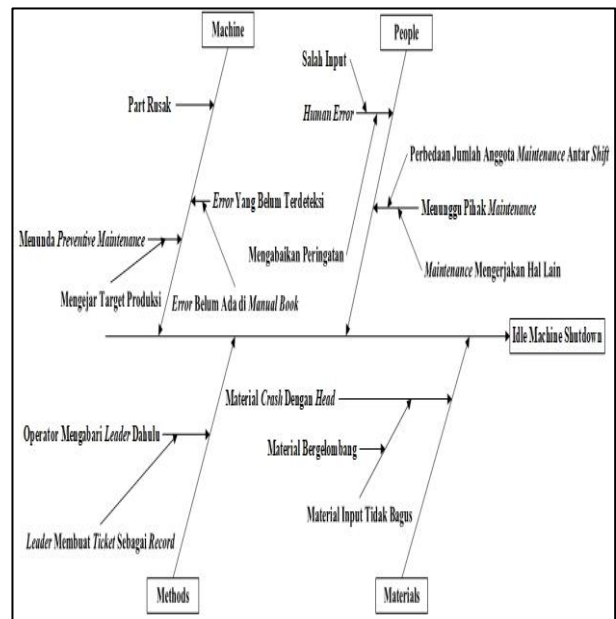 Machine
People
Salah Input
Part Rusak
Human Error
Perbedaan Jumlah Anggota Maintenance Antar Shift
Error Yang Belum Terdeteksi
Menunggu Pihak Maintenance
Menunda Preventive Maintenance
Mengabaikan Peringatan
Maintenance Mengerjakan Hal Lain
Mengejar Target Produksi
Error Belum Ada di Manual Book
Idle Machine Shutdown
Material Crash Dengan Head
Operator Mengabari Leader Dahulu
Material Bergelombang
Material Input Tidak Bagus
Leader Membuat Ticket Sebagai Record
Methods
Materials